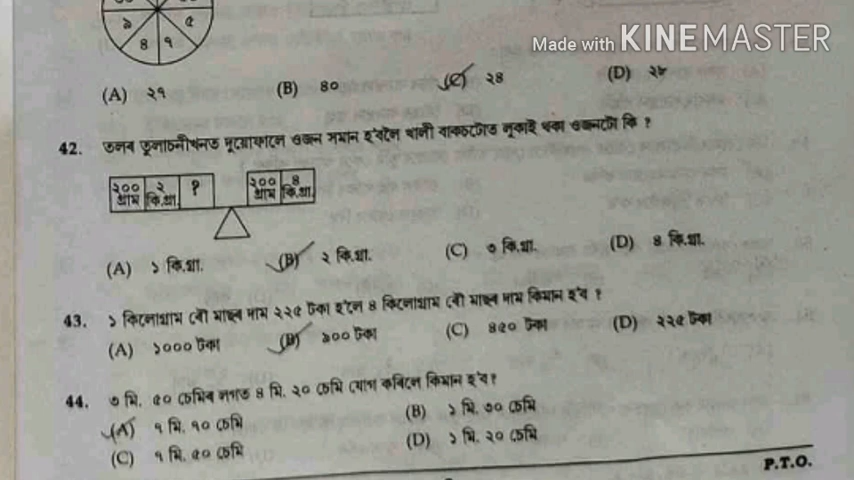 Made with KINEMASTER
৯ ৫
৪ ৭
(A) ২৭ (B) ৪০ (C) ২৪ (D) ২৮
42. তলৰ তুলাচনীখনত দুয়োফালে ওজন সমান হ'বলৈ খালী বাকচটোত লুকাই থকা ওজনটো কি ?
২০০ গ্ৰাম ২ কি.গ্ৰা. ? ২০০ গ্ৰাম ৪ কি.গ্ৰা.
(A) ১ কি.গ্ৰা. (B) ২ কি.গ্ৰা. (C) ৩ কি.গ্ৰা. (D) ৪ কি.গ্ৰা.
43. ১ কিলোগ্ৰাম ৰৌ মাছৰ দাম ২২৫ টকা হ'লে ৪ কিলোগ্ৰাম ৰৌ মাছৰ দাম কিমান হ'ব ?
(A) ১০০০ টকা (B) ৯০০ টকা (C) ৪৫০ টকা (D) ২২৫ টকা
44. ৩ মি. ৫০ চেমিৰ লগত ৪ মি. ২০ চেমি যোগ কৰিলে কিমান হ'ব?
(A) ৭ মি. ৭০ চেমি (B) ১ মি. ৩০ চেমি
(C) ৭ মি. ৫০ চেমি (D) ১ মি. ২০ চেমি
P.T.O.